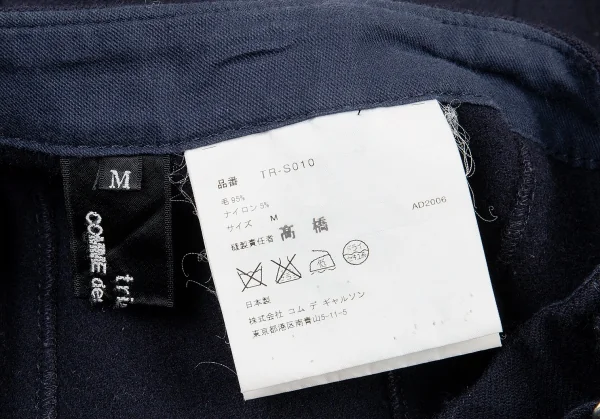 M
tri
COMME des
品番 TR-S010
毛 95%
ナイロン 5%
サイズ M
AD2006
縫製責任者 髙橋
日本製
株式会社 コム デ ギャルソン
東京都港区南青山5-11-5